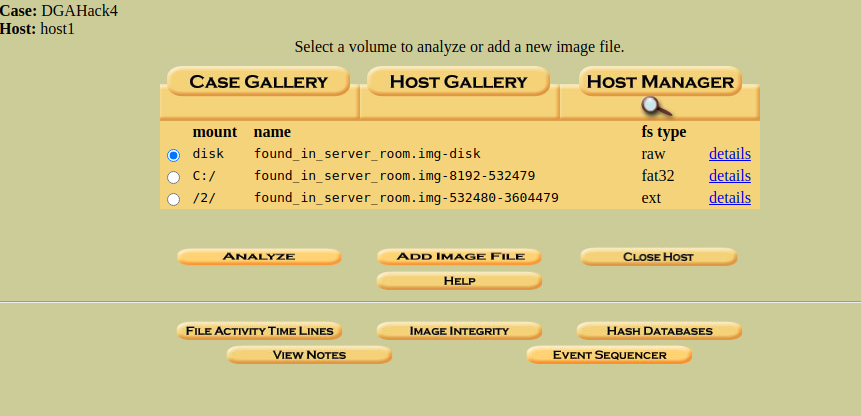 Case: DGAHack4
Host: host1
Select a volume to analyze or add a new image file.
CASE GALLERY HOST GALLERY HOST MANAGER
mount name fs type
disk found_in_server_room.img-disk raw details
C:/ found_in_server_room.img-8192-532479 fat32 details
/2/ found_in_server_room.img-532480-3604479 ext details
ANALYZE ADD IMAGE FILE CLOSE HOST
HELP
FILE ACTIVITY TIME LINES IMAGE INTEGRITY HASH DATABASES
VIEW NOTES EVENT SEQUENCER